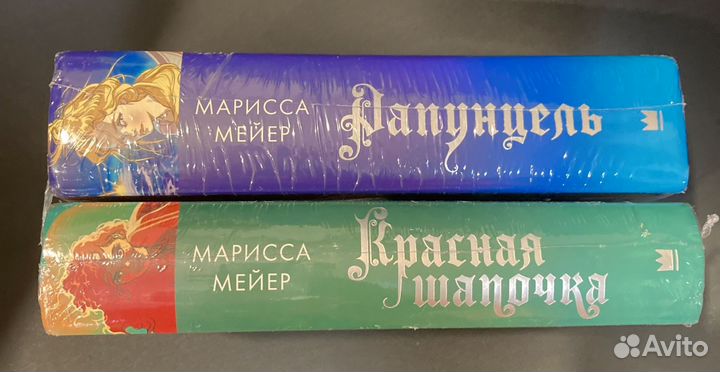 МАРИССА
МЕЙЕР
Рапунцель
МАРИССА
МЕЙЕР
Красная
шапочка
Avito